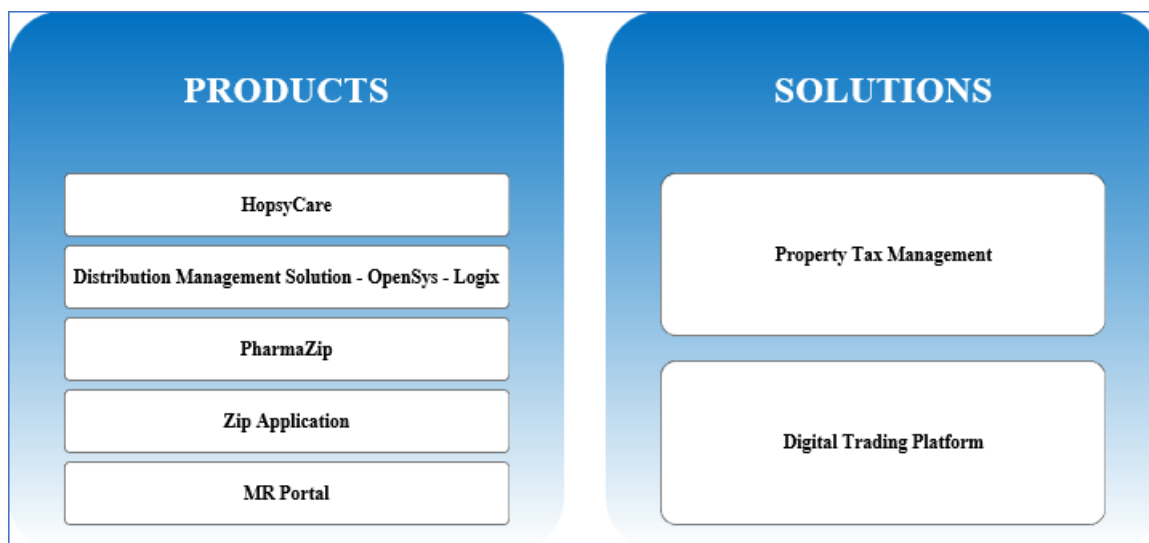 PRODUCTS
HopsyCare
Distribution Management Solution - OpenSys - Logix
PharmaZip
Zip Application
MR Portal
SOLUTIONS
Property Tax Management
Digital Trading Platform